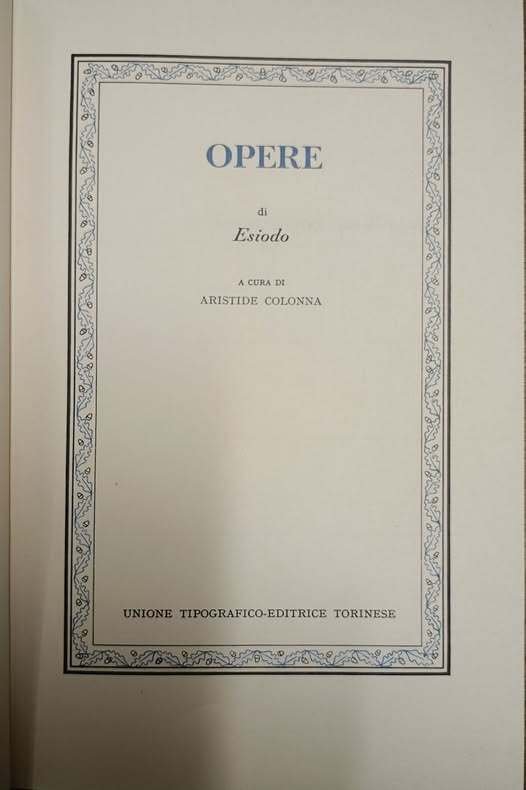 OPERE
di
Esiodo
A CURA DI
ARISTIDE COLONNA
UNIONE TIPOGRAFICO-EDITRICE TORINESE